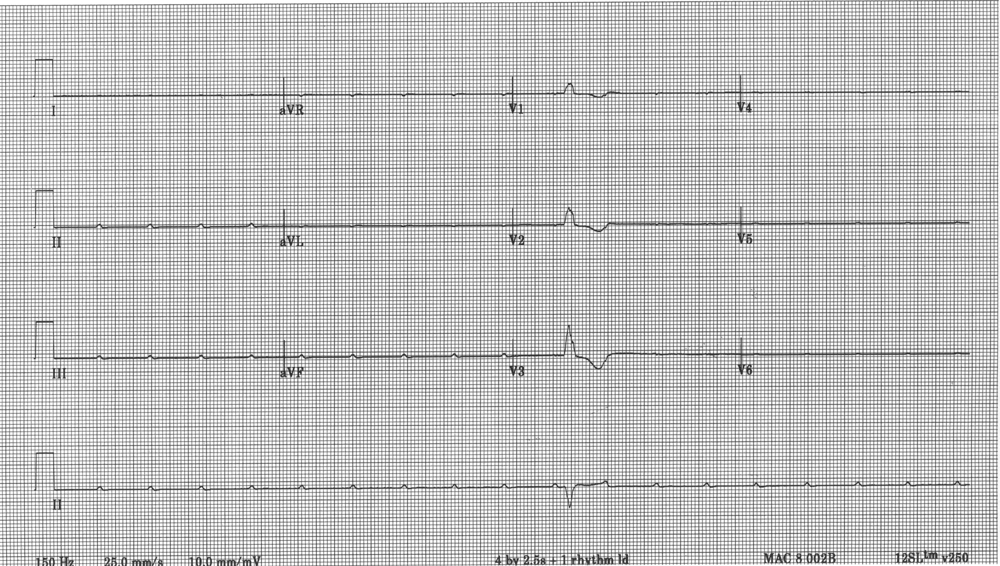 I aVR V1 V4
II aVL V2 V5
III aVF V3 V6
II
150 Hz 25.0 mm/s 10.0 mm/mV 4 by 2.5s + 1 rhythm ld MAC 8 002B 12SL™ v250